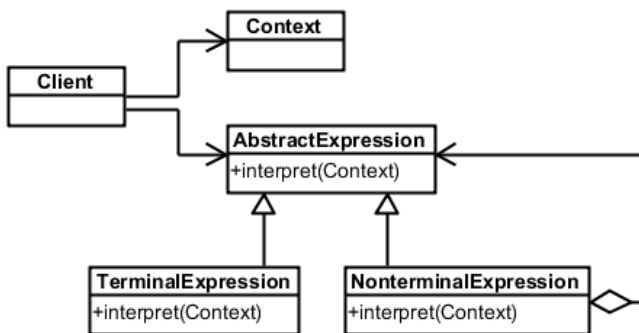 Context
Client
AbstractExpression
+interpret(Context)
TerminalExpression
+interpret(Context)
NonterminalExpression
+interpret(Context)